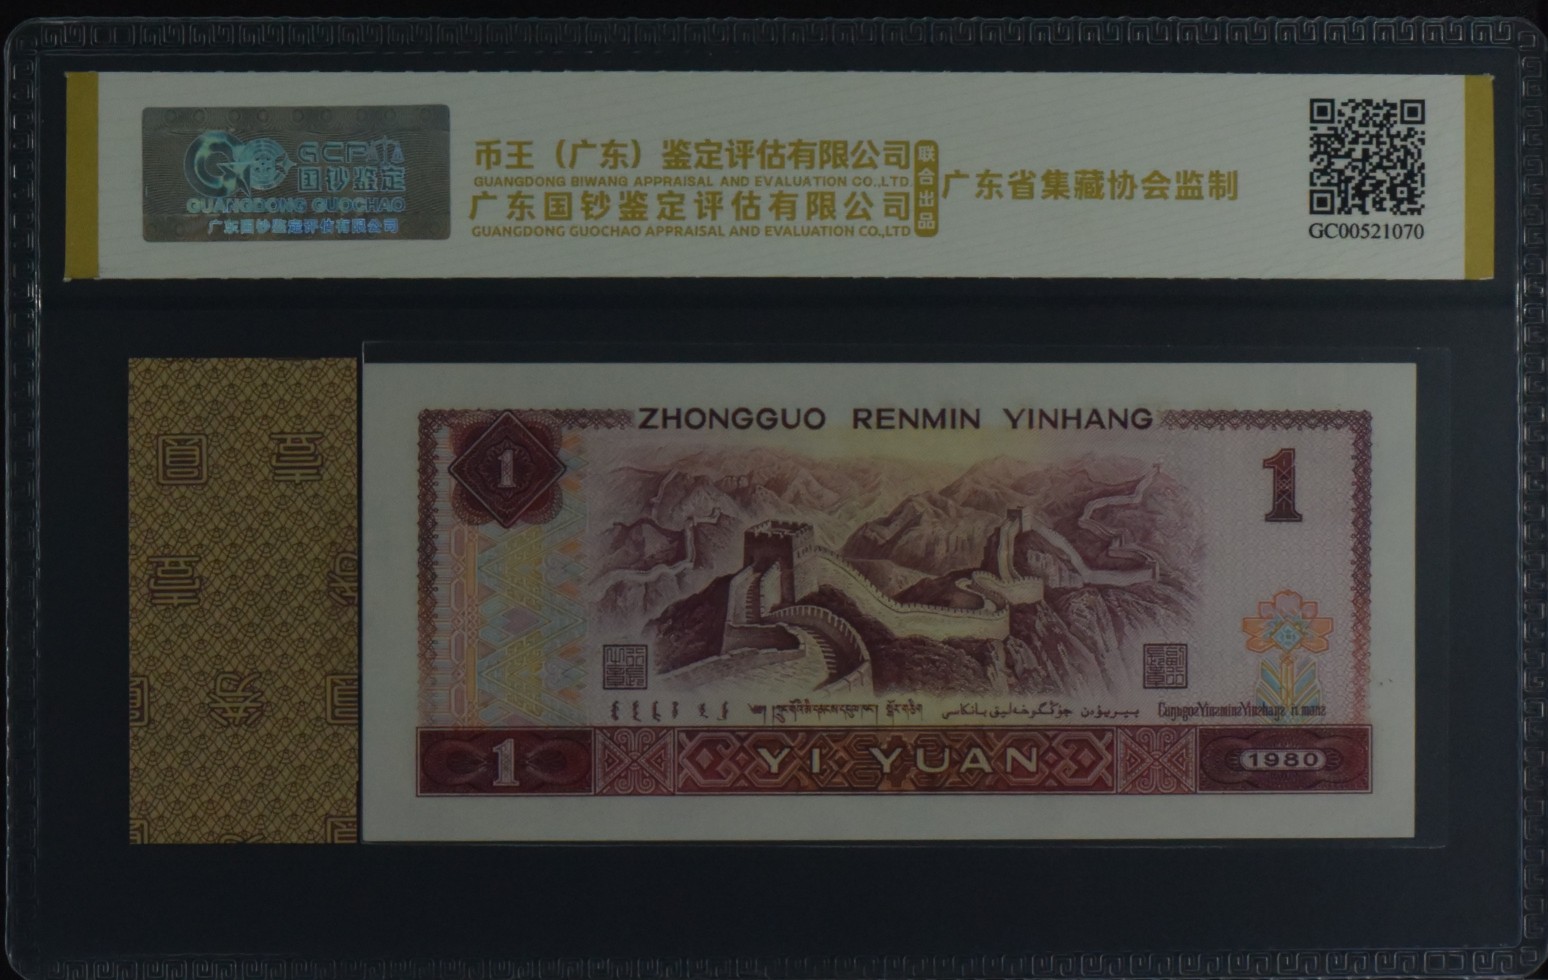 GCPA
国钞鉴定
GUANGDONG GUOCHAO
广东国钞鉴定评估有限公司
币王（广东）鉴定评估有限公司
GUANGDONG BIWANG APPRAISAL AND EVALUATION CO.,LTD.
广东国钞鉴定评估有限公司
GUANGDONG GUOCHAO APPRAISAL AND EVALUATION CO.,LTD
联合出品
广东省集藏协会监制
GC00521070
ZHONGGUO RENMIN YINHANG
1
1
1
YI YUAN
1980